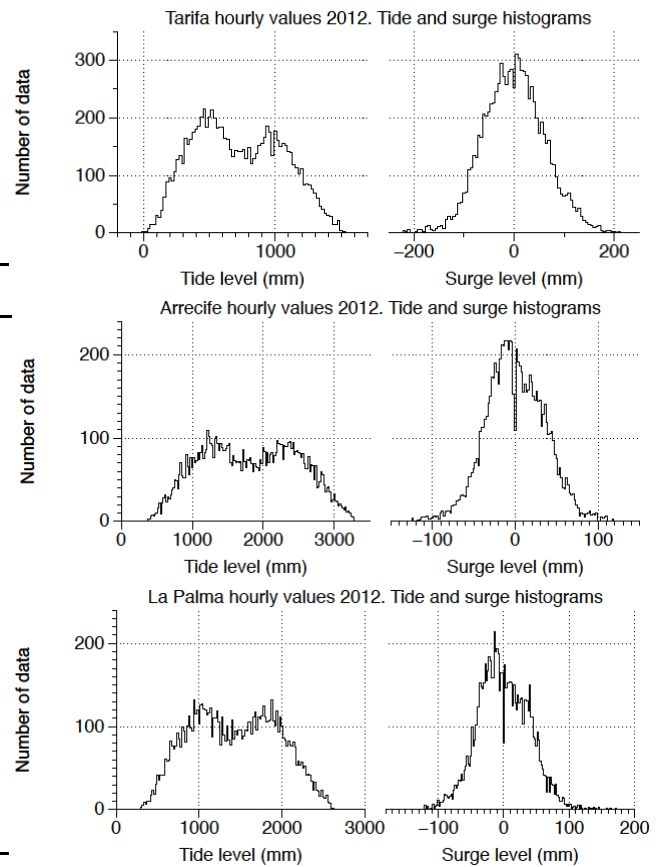 Tarifa hourly values 2012. Tide and surge histograms
Number of data
300
200
100
0
0 1000
Tide level (mm)
−200 0 200
Surge level (mm)
Arrecife hourly values 2012. Tide and surge histograms
Number of data
200
100
0
0 1000 2000 3000
Tide level (mm)
−100 0 100
Surge level (mm)
La Palma hourly values 2012. Tide and surge histograms
Number of data
200
100
0
0 1000 2000 3000
Tide level (mm)
−100 0 100 200
Surge level (mm)